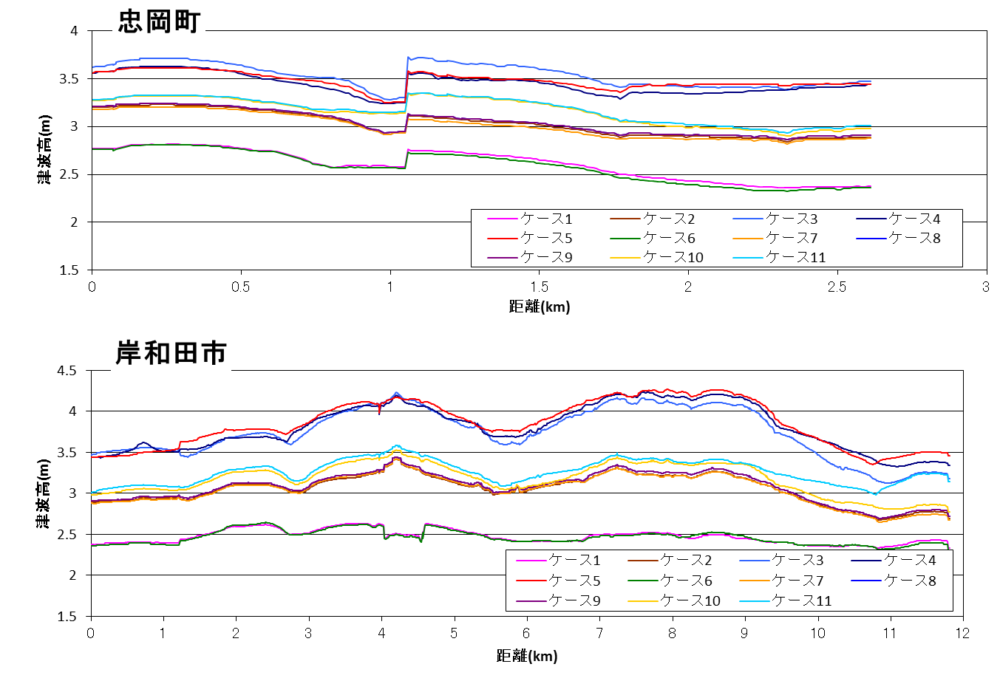 忠岡町
4
3.5
3
2.5
2
1.5
津波高(m)
ケース1 ケース2 ケース3 ケース4
ケース5 ケース6 ケース7 ケース8
ケース9 ケース10 ケース11
0 0.5 1 1.5 2 2.5 3
距離(km)
岸和田市
4.5
4
3.5
3
2.5
2
1.5
津波高(m)
ケース1 ケース2 ケース3 ケース4
ケース5 ケース6 ケース7 ケース8
ケース9 ケース10 ケース11
0 1 2 3 4 5 6 7 8 9 10 11 12
距離(km)